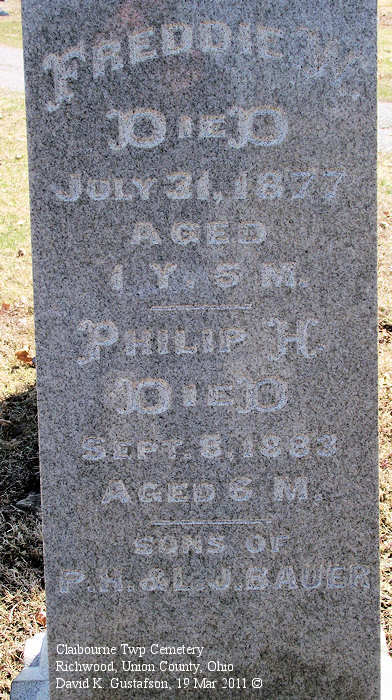 FREDDIE W.
DIED
JULY 31, 1877
AGED
1 Y. 5 M.
PHILIP H.
DIED
SEPT. 8, 1883
AGED 6 M.
SONS OF
P. H. & L. J. BAUER
Claibourne Twp Cemetery
Richwood, Union County, Ohio
David K. Gustafson, 19 Mar 2011 ©